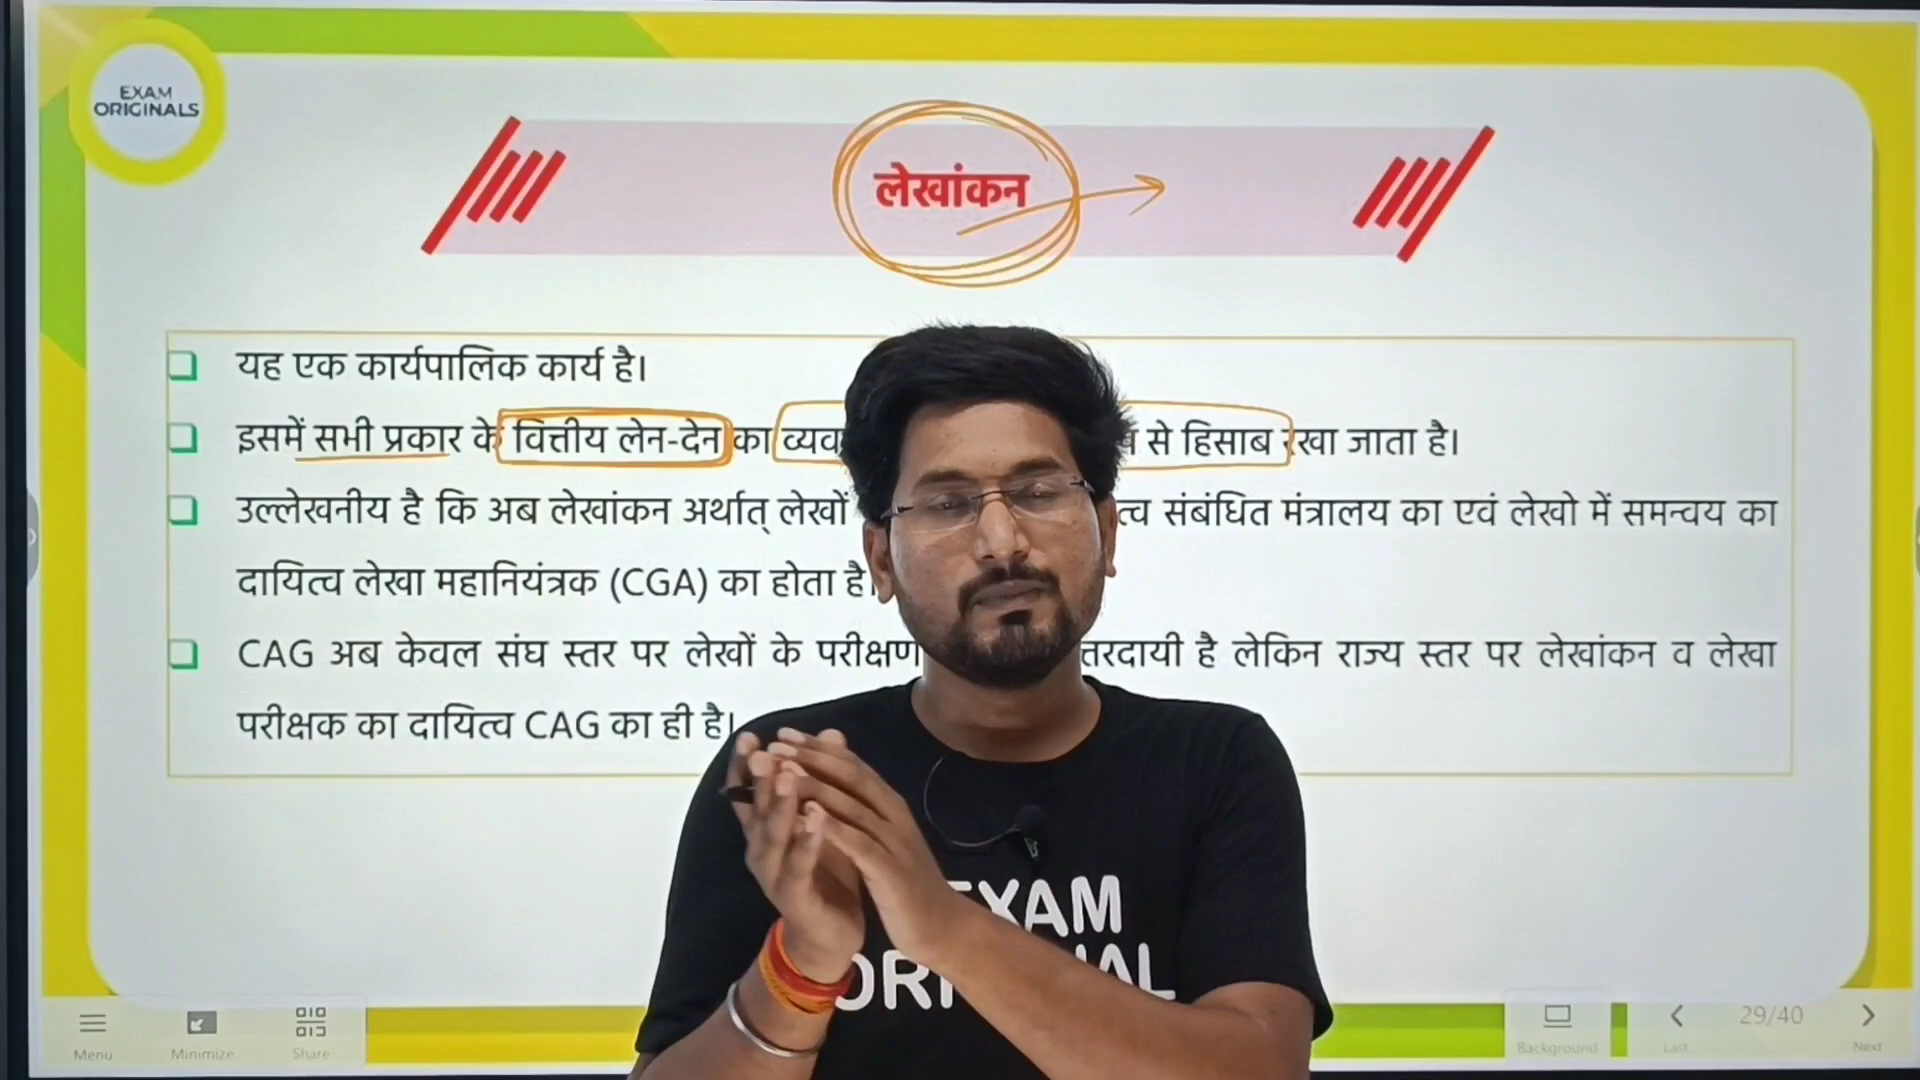 EXAM
ORIGINALS
लेखांकन
यह एक कार्यपालिक कार्य है।
इसमें सभी प्रकार के वित्तीय लेन-देन का से हिसाब रखा जाता है।
उल्लेखनीय है कि अब लेखांकन अर्थात् लेखों संबंधित मंत्रालय का एवं लेखो में समन्वय का
दायित्व लेखा महानियंत्रक (CGA) का होता है।
CAG अब केवल संघ स्तर पर लेखों के परीक्षण है लेकिन राज्य स्तर पर लेखांकन व लेखा
परीक्षक का दायित्व CAG का ही है।
EXAM
Menu
Minimize
Share
Background
29/40
Last
Next